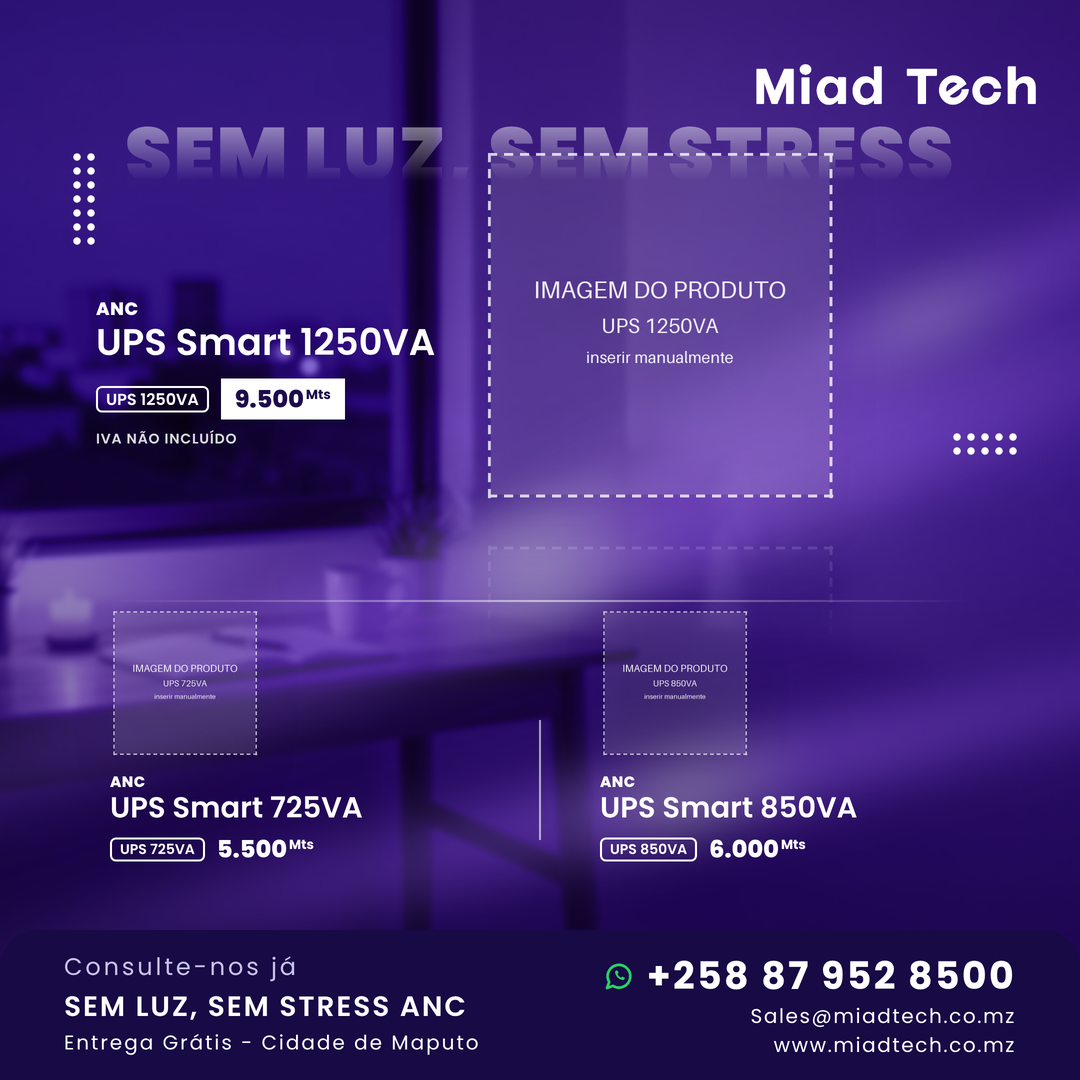 Miad Tech
SEM LUZ, SEM STRESS
IMAGEM DO PRODUTO
UPS 1250VA
inserir manualmente
ANC
UPS Smart 1250VA
UPS 1250VA 9.500 Mts
IVA NÃO INCLUÍDO
IMAGEM DO PRODUTO
UPS 725VA
inserir manualmente
ANC
UPS Smart 725VA
UPS 725VA 5.500 Mts
IMAGEM DO PRODUTO
UPS 850VA
inserir manualmente
ANC
UPS Smart 850VA
UPS 850VA 6.000 Mts
Consulte-nos já
SEM LUZ, SEM STRESS ANC
Entrega Grátis - Cidade de Maputo
+258 87 952 8500
Sales@miadtech.co.mz
www.miadtech.co.mz